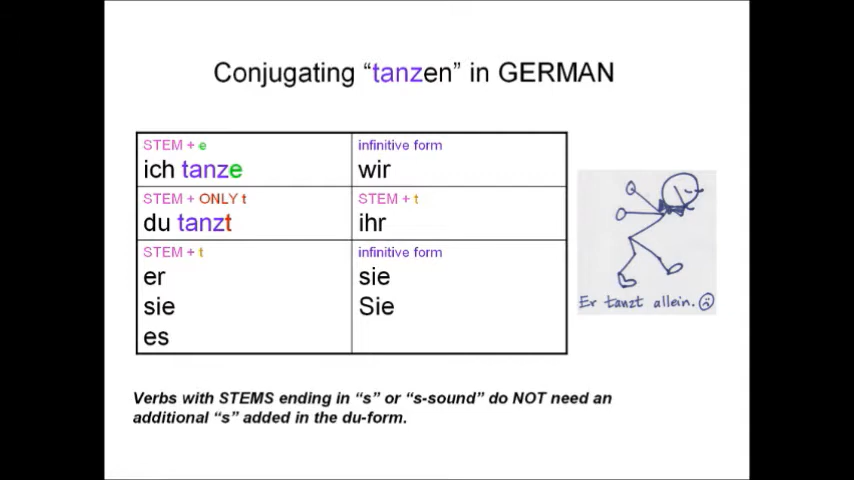 Conjugating “tanzen” in GERMAN
STEM + e
ich tanze
infinitive form
wir
STEM + ONLY t
du tanzt
STEM + t
ihr
STEM + t
er
sie
es
infinitive form
sie
Sie
Er tanzt allein.
Verbs with STEMS ending in “s” or “s-sound” do NOT need an
additional “s” added in the du-form.